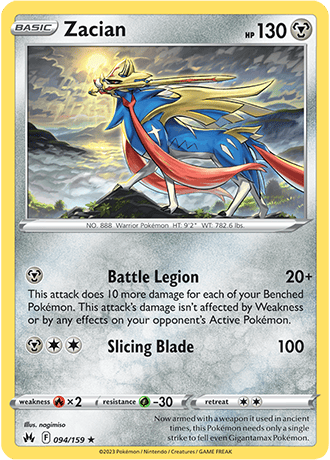 BASIC Zacian HP 130
NO. 888 Warrior Pokémon HT: 9'2" WT: 782.6 lbs.
Battle Legion 20+
This attack does 10 more damage for each of your Benched
Pokémon. This attack's damage isn't affected by Weakness
or by any effects on your opponent's Active Pokémon.
Slicing Blade 100
weakness ×2 resistance -30 retreat
Illus. nagimiso
F 094/159 ★
Now armed with a weapon it used in ancient
times, this Pokémon needs only a single
strike to fell even Gigantamax Pokémon.
©2023 Pokémon / Nintendo / Creatures / GAME FREAK